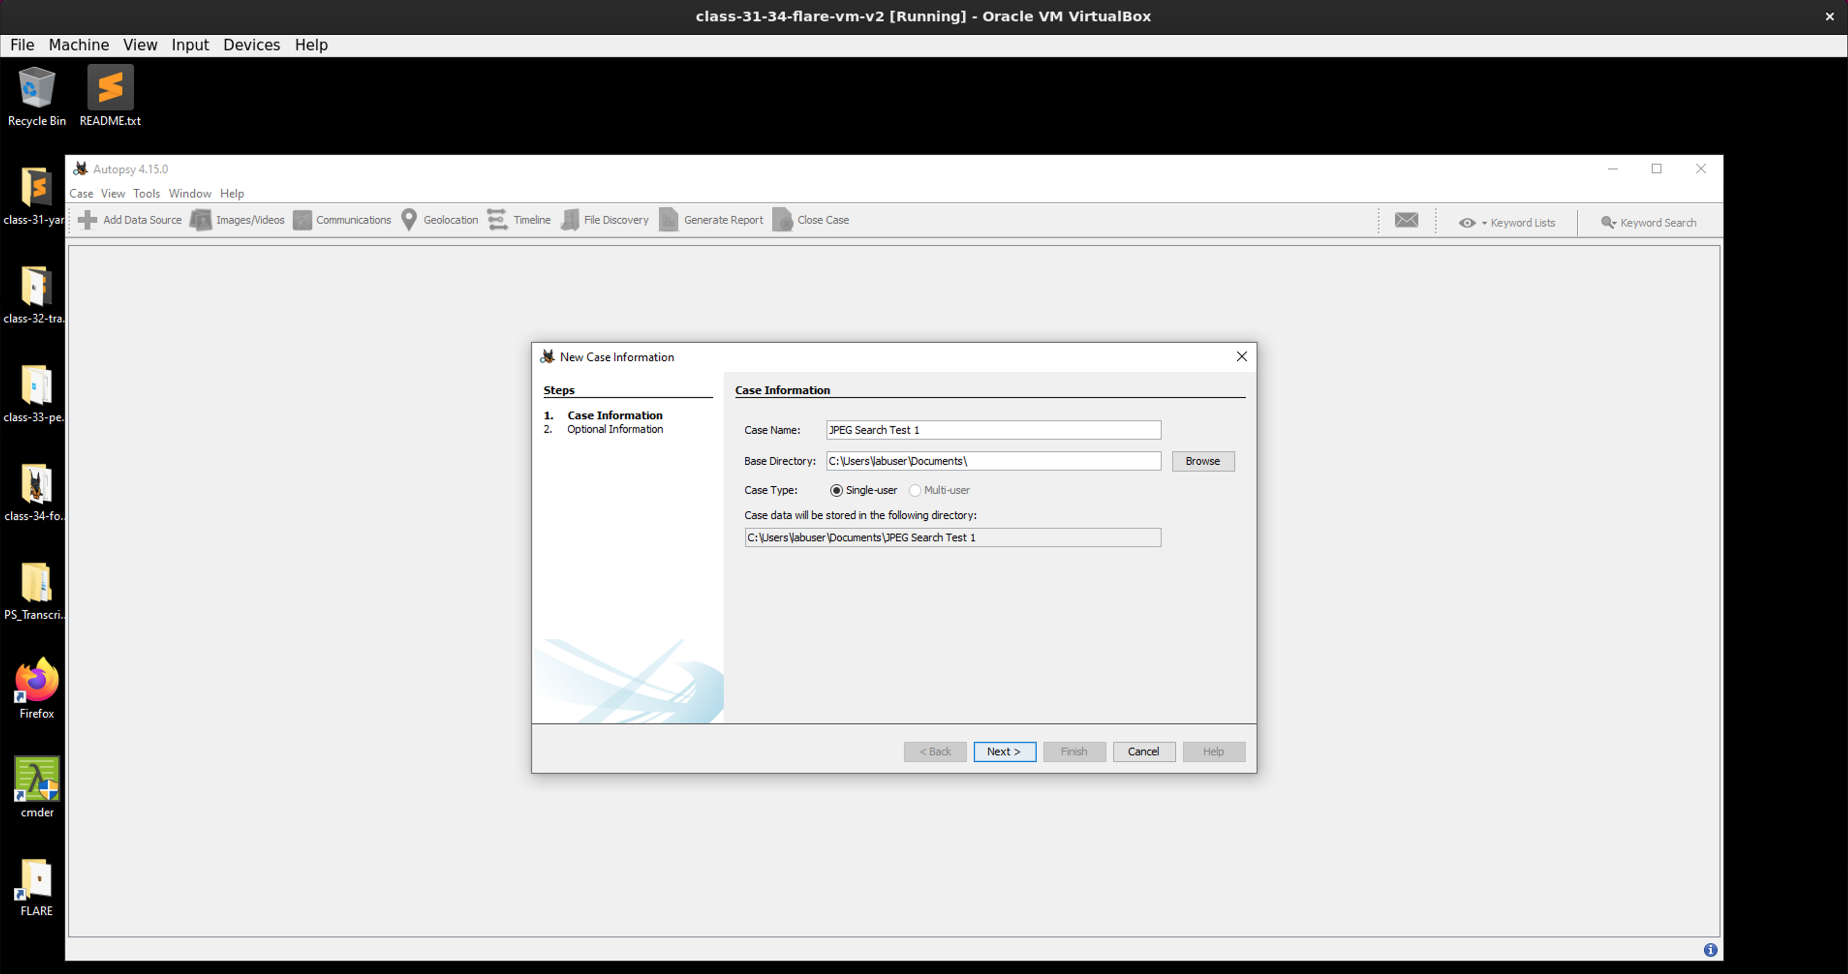 class-31-34-flare-vm-v2 [Running] - Oracle VM VirtualBox
File Machine View Input Devices Help
Recycle Bin
README.txt
Autopsy 4.15.0
Case View Tools Window Help
class-31-yar
Add Data Source Images/Videos Communications Geolocation Timeline File Discovery Generate Report Close Case Keyword Lists Keyword Search
class-32-tra..
class-33-pe..
class-34-fo..
PS_Transcri..
Firefox
cmder
FLARE
New Case Information
Steps
1. Case Information
2. Optional Information
Case Information
Case Name: JPEG Search Test 1
Base Directory: C:\Users\labuser\Documents\ Browse
Case Type: Single-user Multi-user
Case data will be stored in the following directory:
C:\Users\labuser\Documents\JPEG Search Test 1
< Back Next > Finish Cancel Help